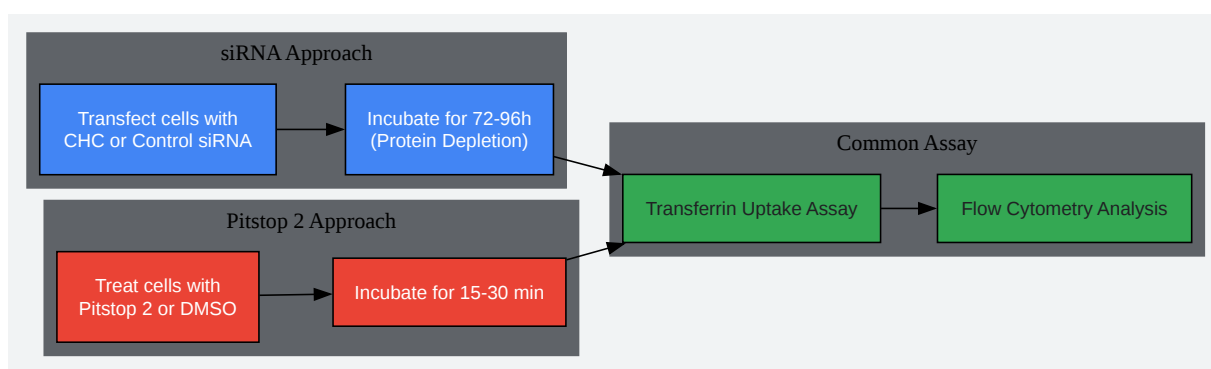 siRNA Approach
Transfect cells with
CHC or Control siRNA
Incubate for 72-96h
(Protein Depletion)
Pitstop 2 Approach
Treat cells with
Pitstop 2 or DMSO
Incubate for 15-30 min
Common Assay
Transferrin Uptake Assay
Flow Cytometry Analysis